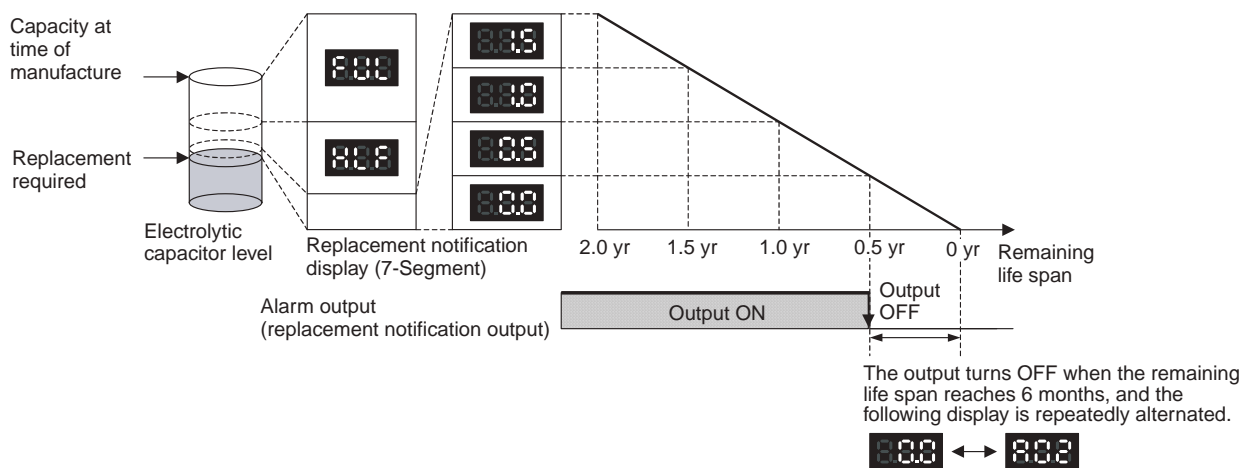 Capacity at
time of
manufacture
Replacement
required
Electrolytic
capacitor level
FUL
HLF
Replacement notification
display (7-Segment)
1.5
1.0
0.5
0.0
2.0 yr
1.5 yr
1.0 yr
0.5 yr
0 yr
Remaining
life span
Alarm output
(replacement notification output)
Output ON
Output
OFF
The output turns OFF when the remaining
life span reaches 6 months, and the
following display is repeatedly alternated.
0.0
A02